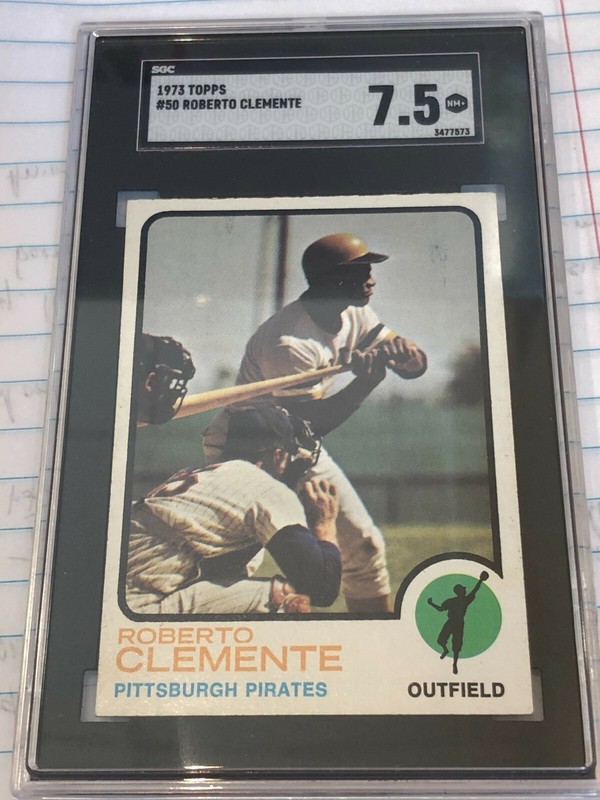 SGC
1973 TOPPS
#50 ROBERTO CLEMENTE
7.5 NM+
3477573
ROBERTO
CLEMENTE
PITTSBURGH PIRATES
OUTFIELD